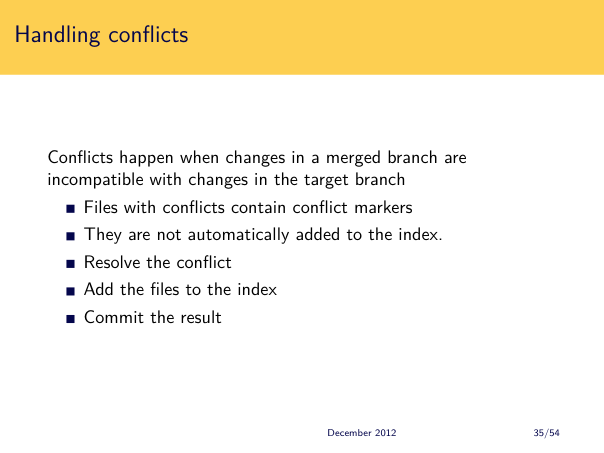 Handling conflicts
Conflicts happen when changes in a merged branch are
incompatible with changes in the target branch
Files with conflicts contain conflict markers
They are not automatically added to the index.
Resolve the conflict
Add the files to the index
Commit the result
December 2012 35/54